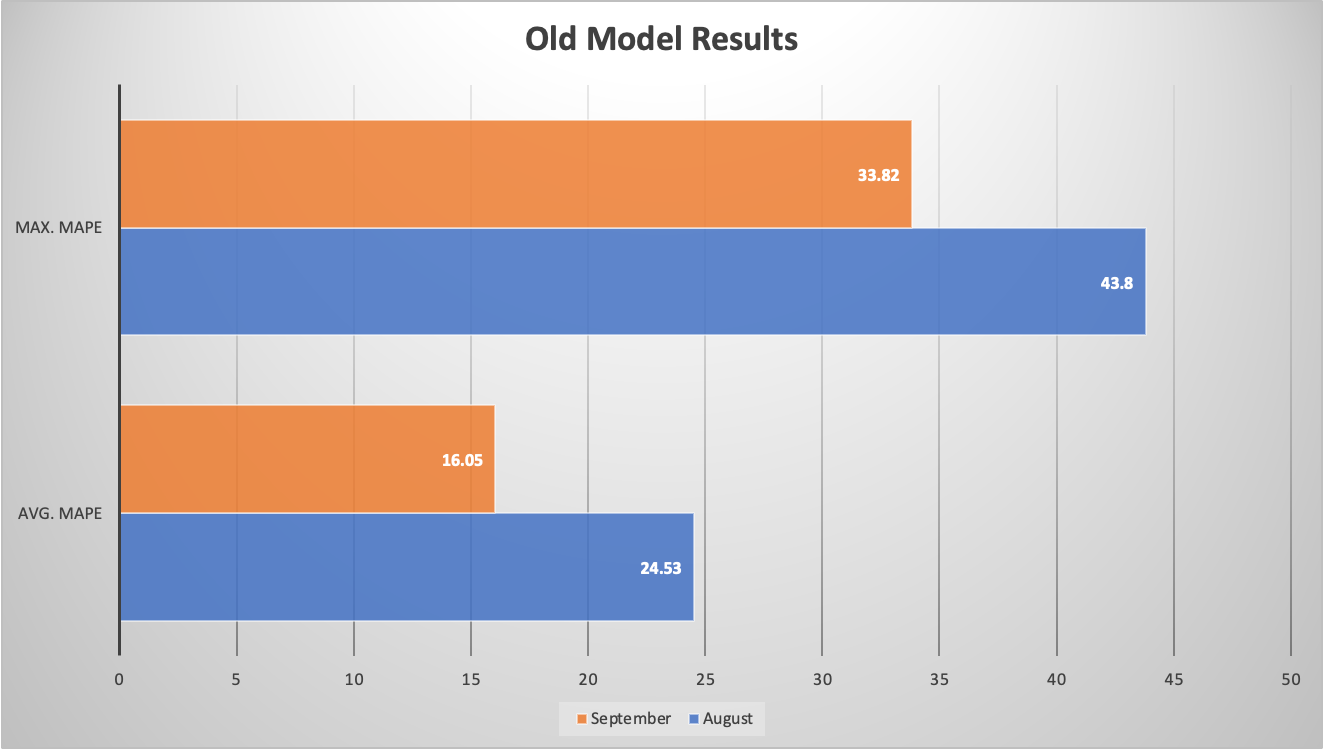 Old Model Results
33.82
MAX. MAPE
43.8
16.05
AVG. MAPE
24.53
0 5 10 15 20 25 30 35 40 45 50
September August